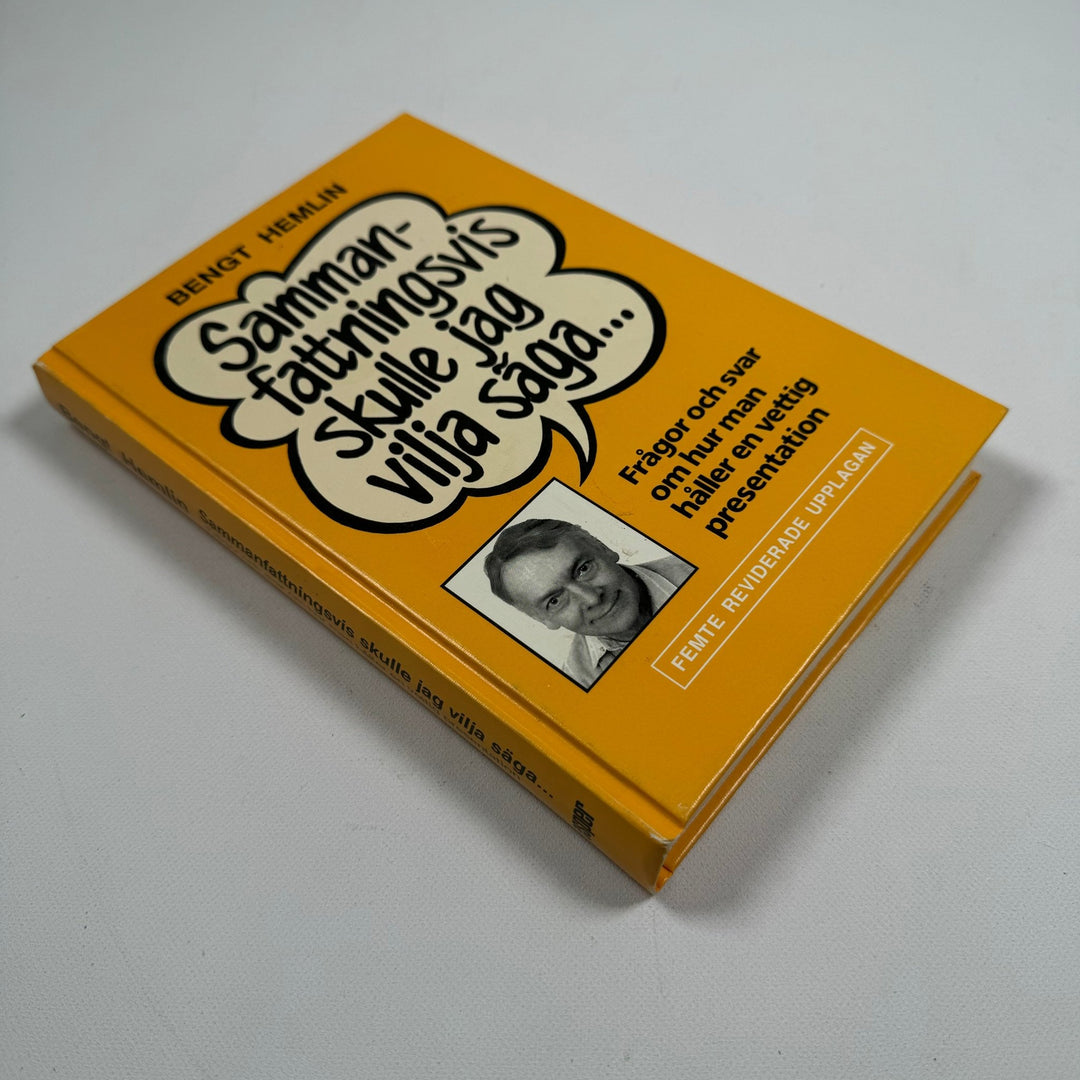 BENGT HEMLIN
Samman-
fattningsvis
skulle jag
vilja säga...
Frågor och svar
om hur man
håller en vettig
presentation
FEMTE REVIDERADE UPPLAGAN
Bengt Hemlin Sammanfattningsvis skulle jag vilja säga...